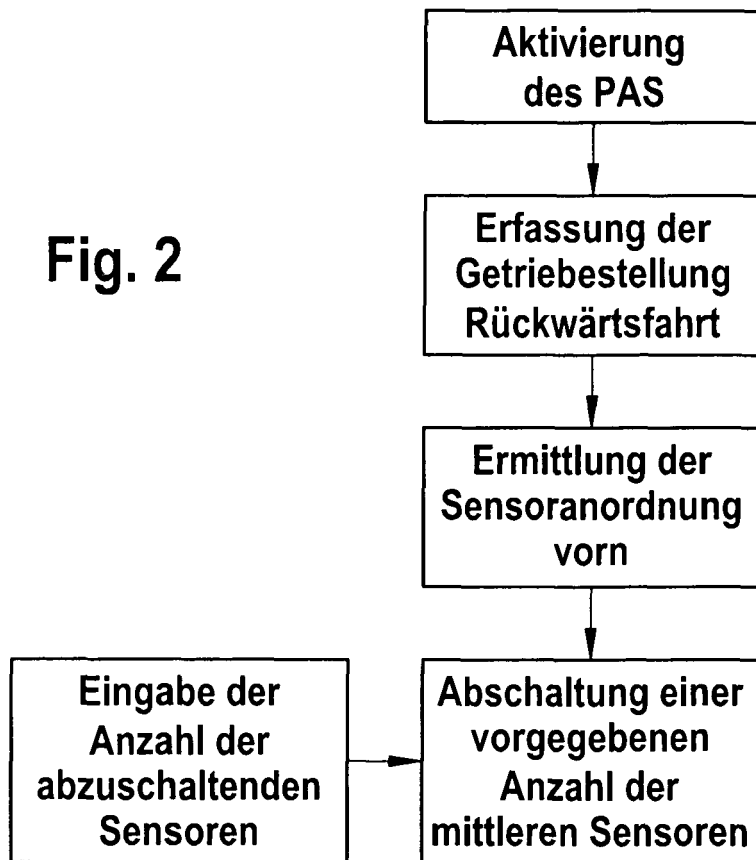 Aktivierung
des PAS
Fig. 2
Erfassung der
Getriebestellung
Rückwärtsfahrt
Ermittlung der
Sensoranordnung
vorn
Eingabe der
Anzahl der
abzuschaltenden
Sensoren
Abschaltung einer
vorgegebenen
Anzahl der
mittleren Sensoren